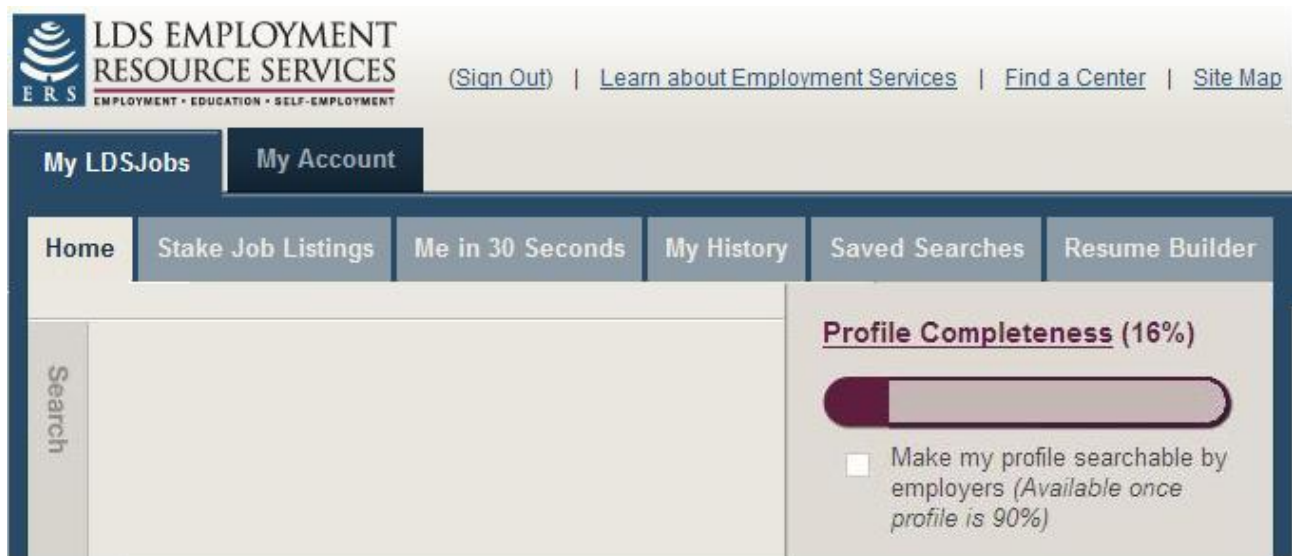 LDS EMPLOYMENT
RESOURCE SERVICES
EMPLOYMENT • EDUCATION • SELF-EMPLOYMENT
E R S
(Sign Out) | Learn about Employment Services | Find a Center | Site Map
My LDSJobs My Account
Home Stake Job Listings Me in 30 Seconds My History Saved Searches Resume Builder
Search
Profile Completeness (16%)
Make my profile searchable by
employers (Available once
profile is 90%)